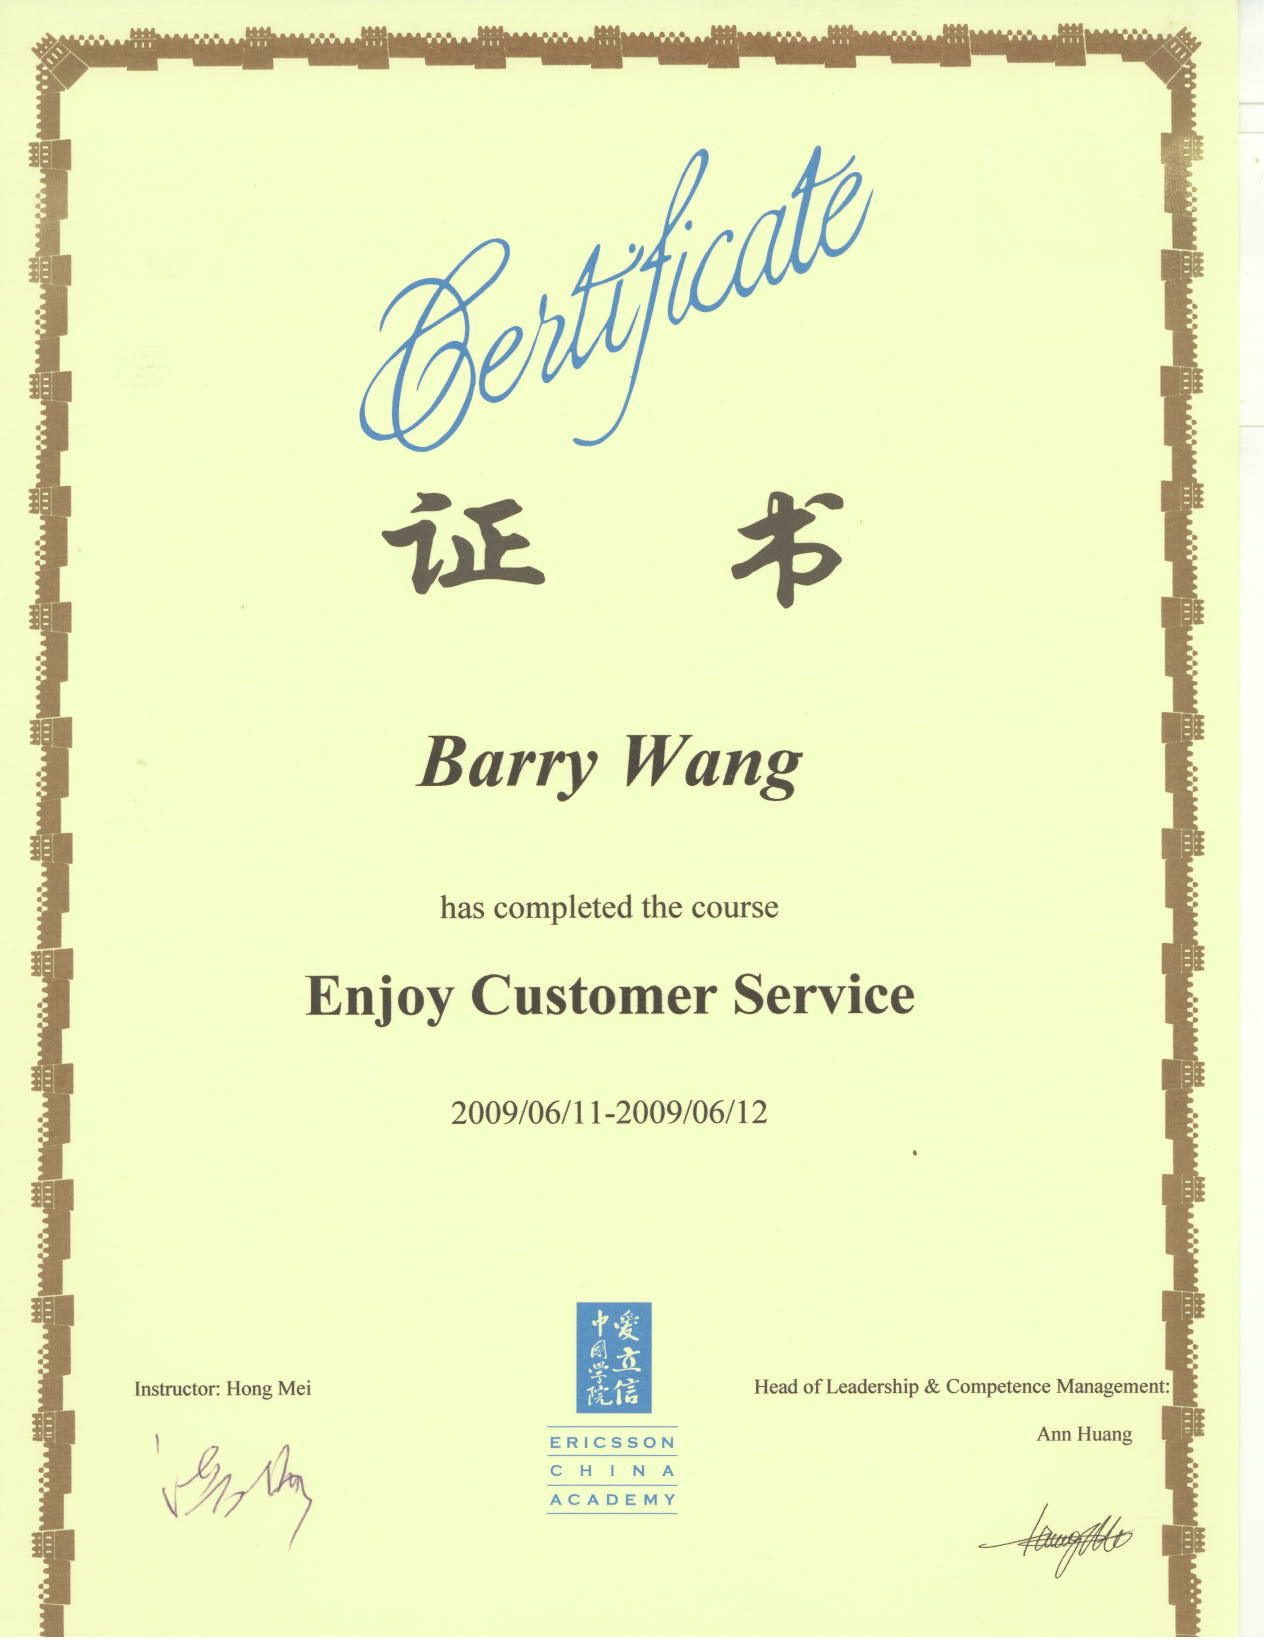 Certificate
证 书
Barry Wang
has completed the course
Enjoy Customer Service
2009/06/11-2009/06/12
Instructor: Hong Mei
爱立信
中国学院
ERICSSON
CHINA
ACADEMY
Head of Leadership & Competence Management:
Ann Huang